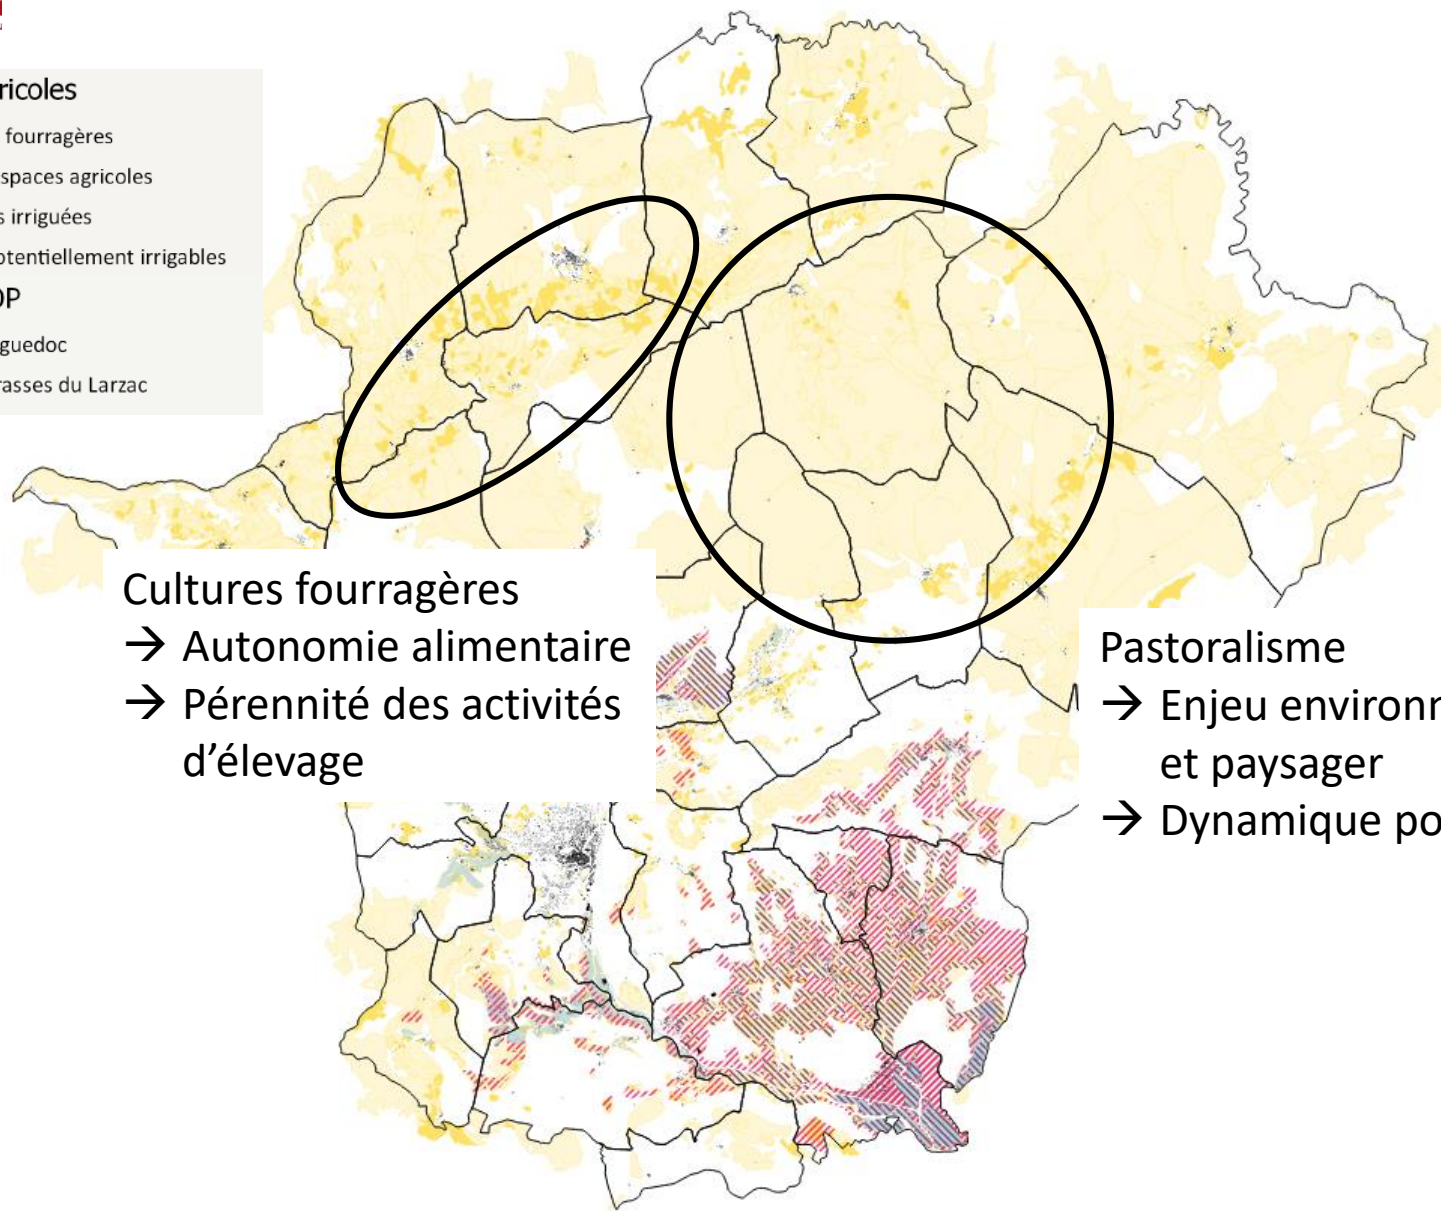 ricoles
fourragères
spaces agricoles
s irriguées
otentiellement irrigables
OP
guedoc
rasses du Larzac
Cultures fourragères
→ Autonomie alimentaire
→ Pérennité des activités
d’élevage
Pastoralisme
→ Enjeu environn
et paysager
→ Dynamique po